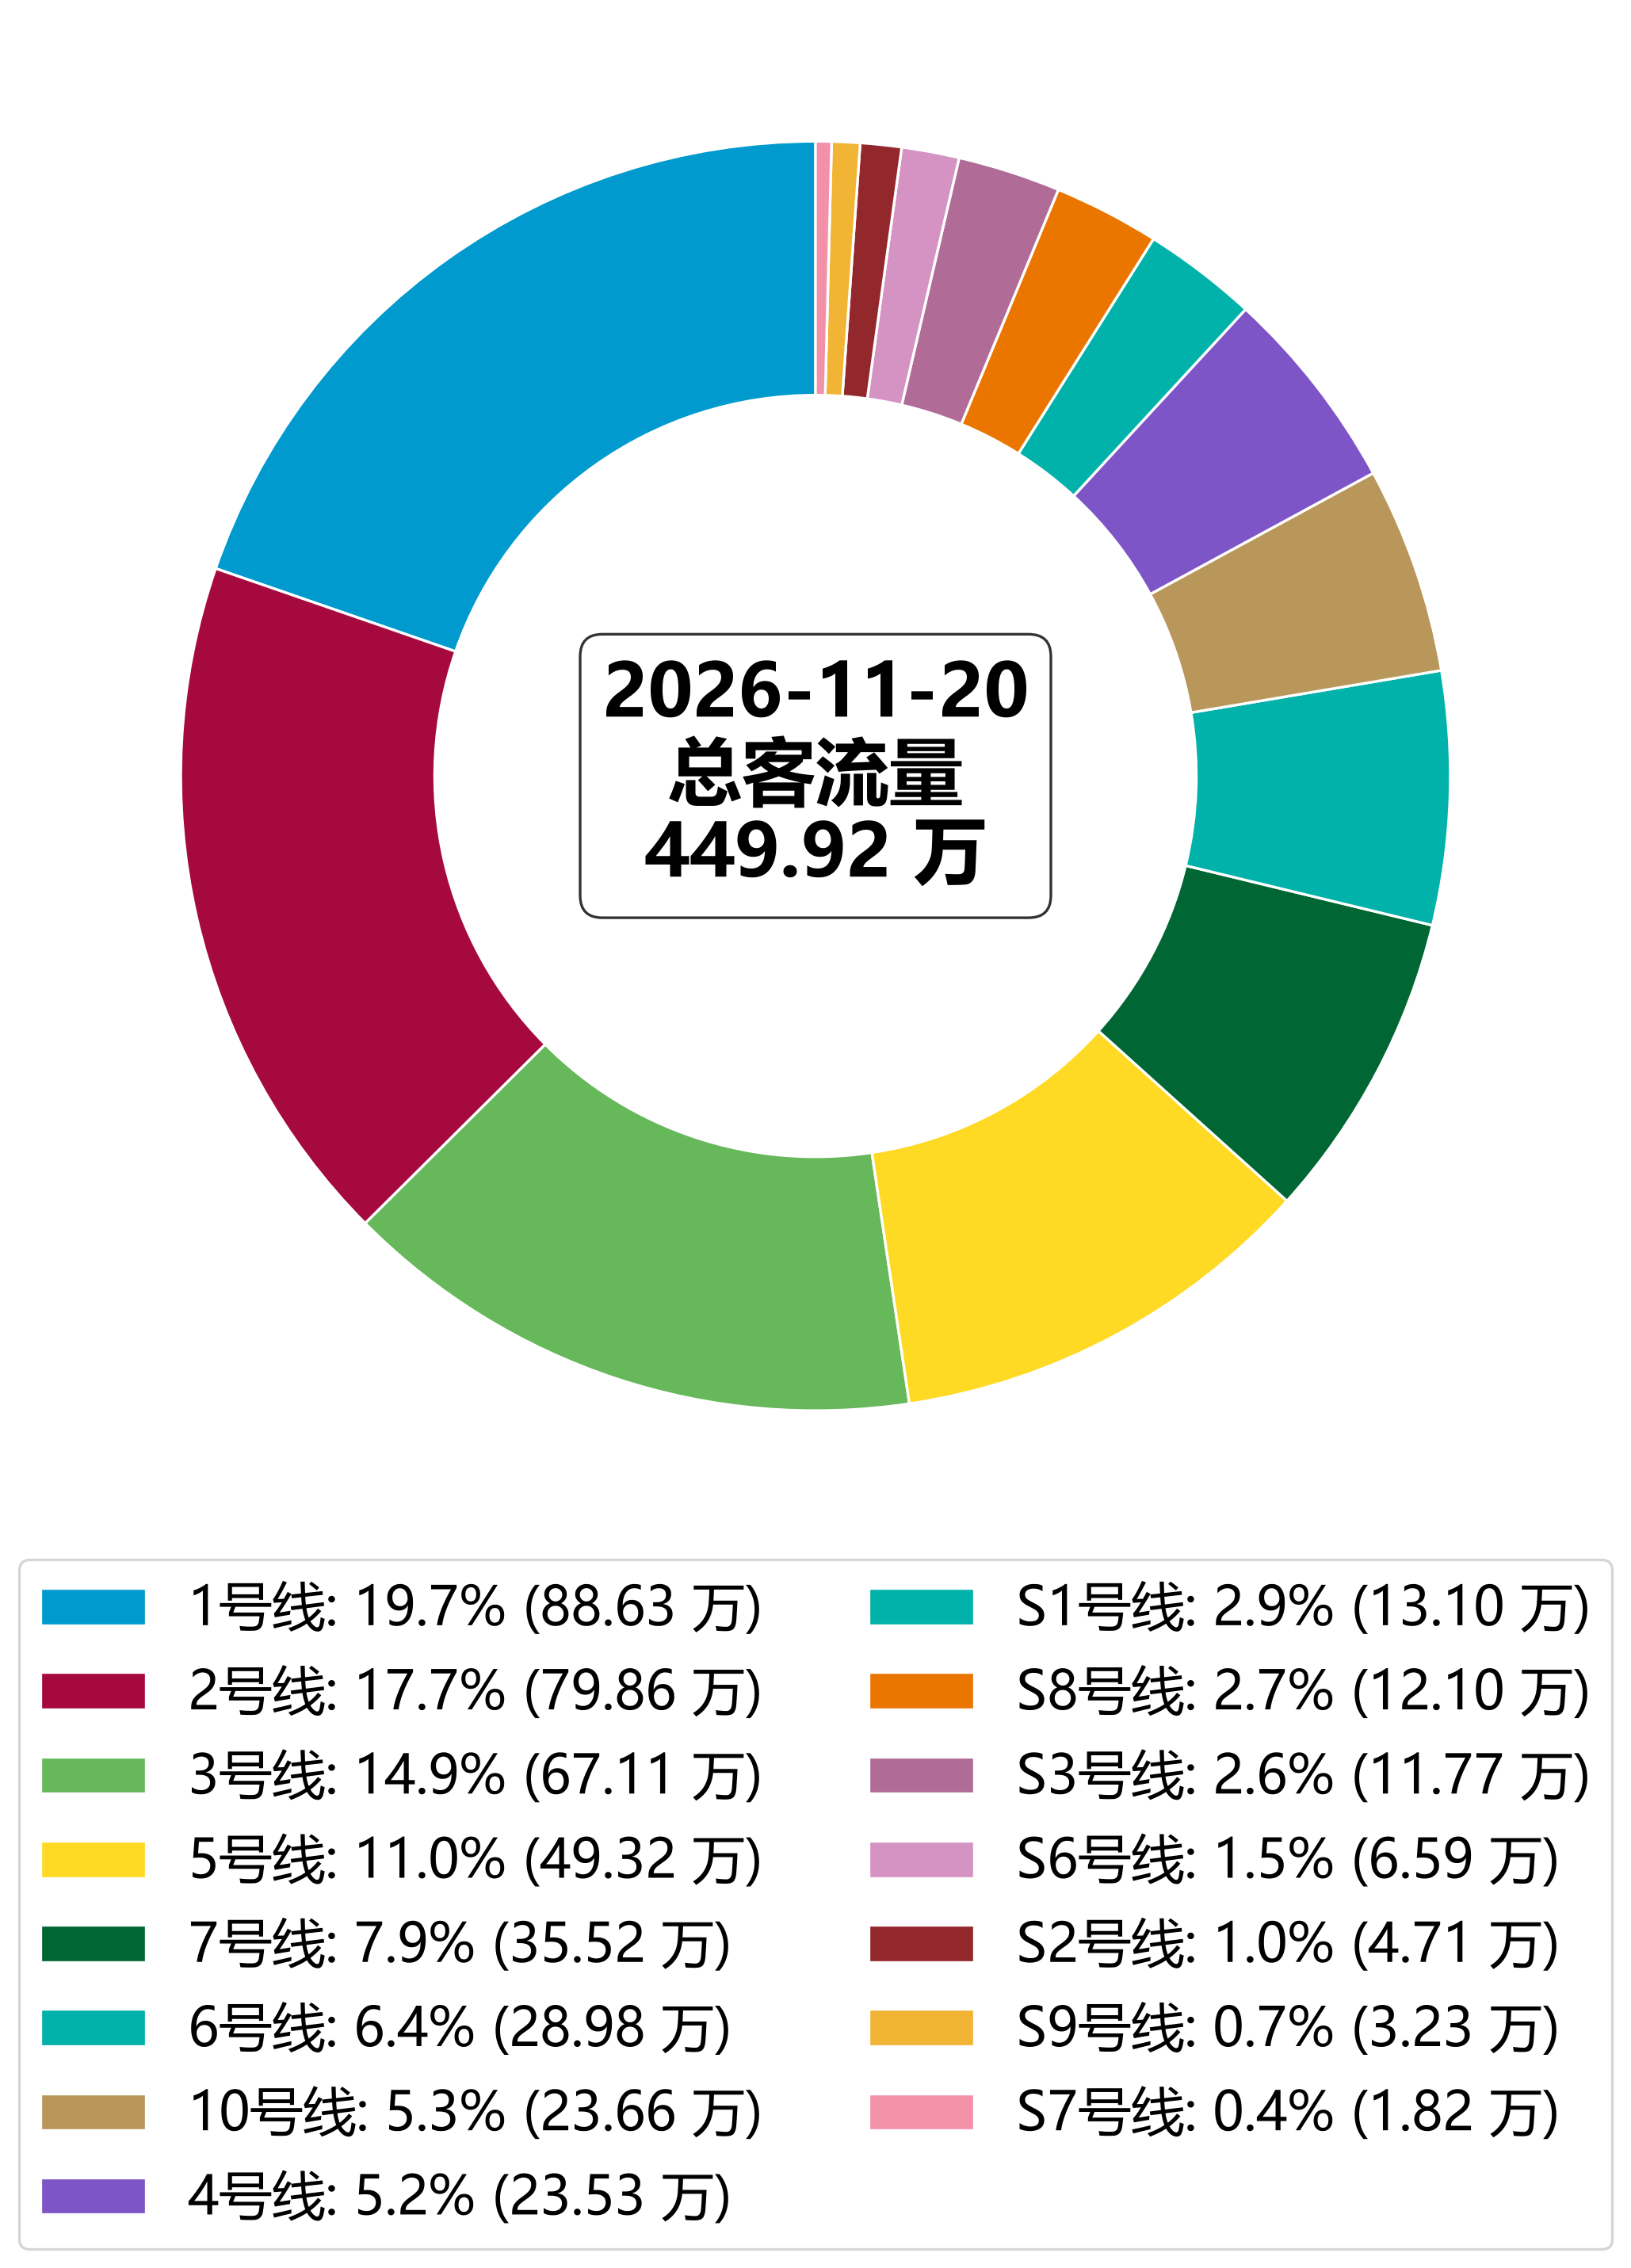 2026-11-20
总客流量
449.92 万
1号线: 19.7% (88.63 万)
2号线: 17.7% (79.86 万)
3号线: 14.9% (67.11 万)
5号线: 11.0% (49.32 万)
7号线: 7.9% (35.52 万)
6号线: 6.4% (28.98 万)
10号线: 5.3% (23.66 万)
4号线: 5.2% (23.53 万)
S1号线: 2.9% (13.10 万)
S8号线: 2.7% (12.10 万)
S3号线: 2.6% (11.77 万)
S6号线: 1.5% (6.59 万)
S2号线: 1.0% (4.71 万)
S9号线: 0.7% (3.23 万)
S7号线: 0.4% (1.82 万)